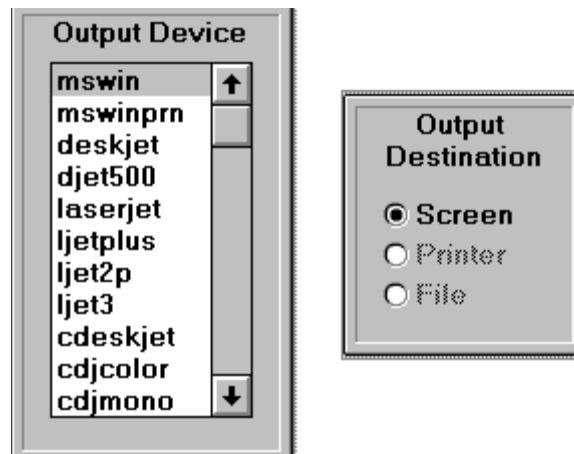 Output Device
mswin
mswinprn
deskjet
djet500
laserjet
ljetplus
ljet2p
ljet3
cdeskjet
cdjcolor
cdjmono
Output
Destination
Screen
Printer
File